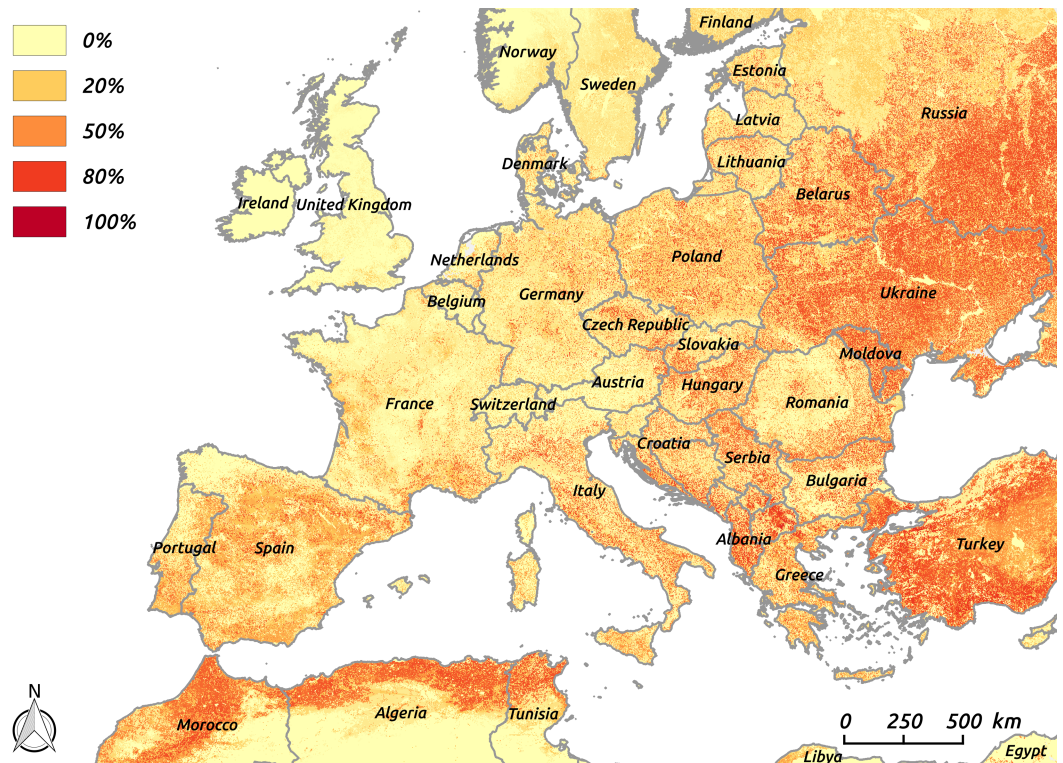 0%
20%
50%
80%
100%
Finland
Norway
Sweden
Estonia
Russia
Latvia
Denmark
Lithuania
Belarus
Ireland
United Kingdom
Netherlands
Poland
Germany
Belgium
Ukraine
Czech Republic
Slovakia
Moldova
Austria
Hungary
France
Switzerland
Romania
Croatia
Serbia
Italy
Bulgaria
Portugal
Spain
Albania
Turkey
Greece
N
Morocco
Algeria
Tunisia
0 250 500 km
Libya
Egypt